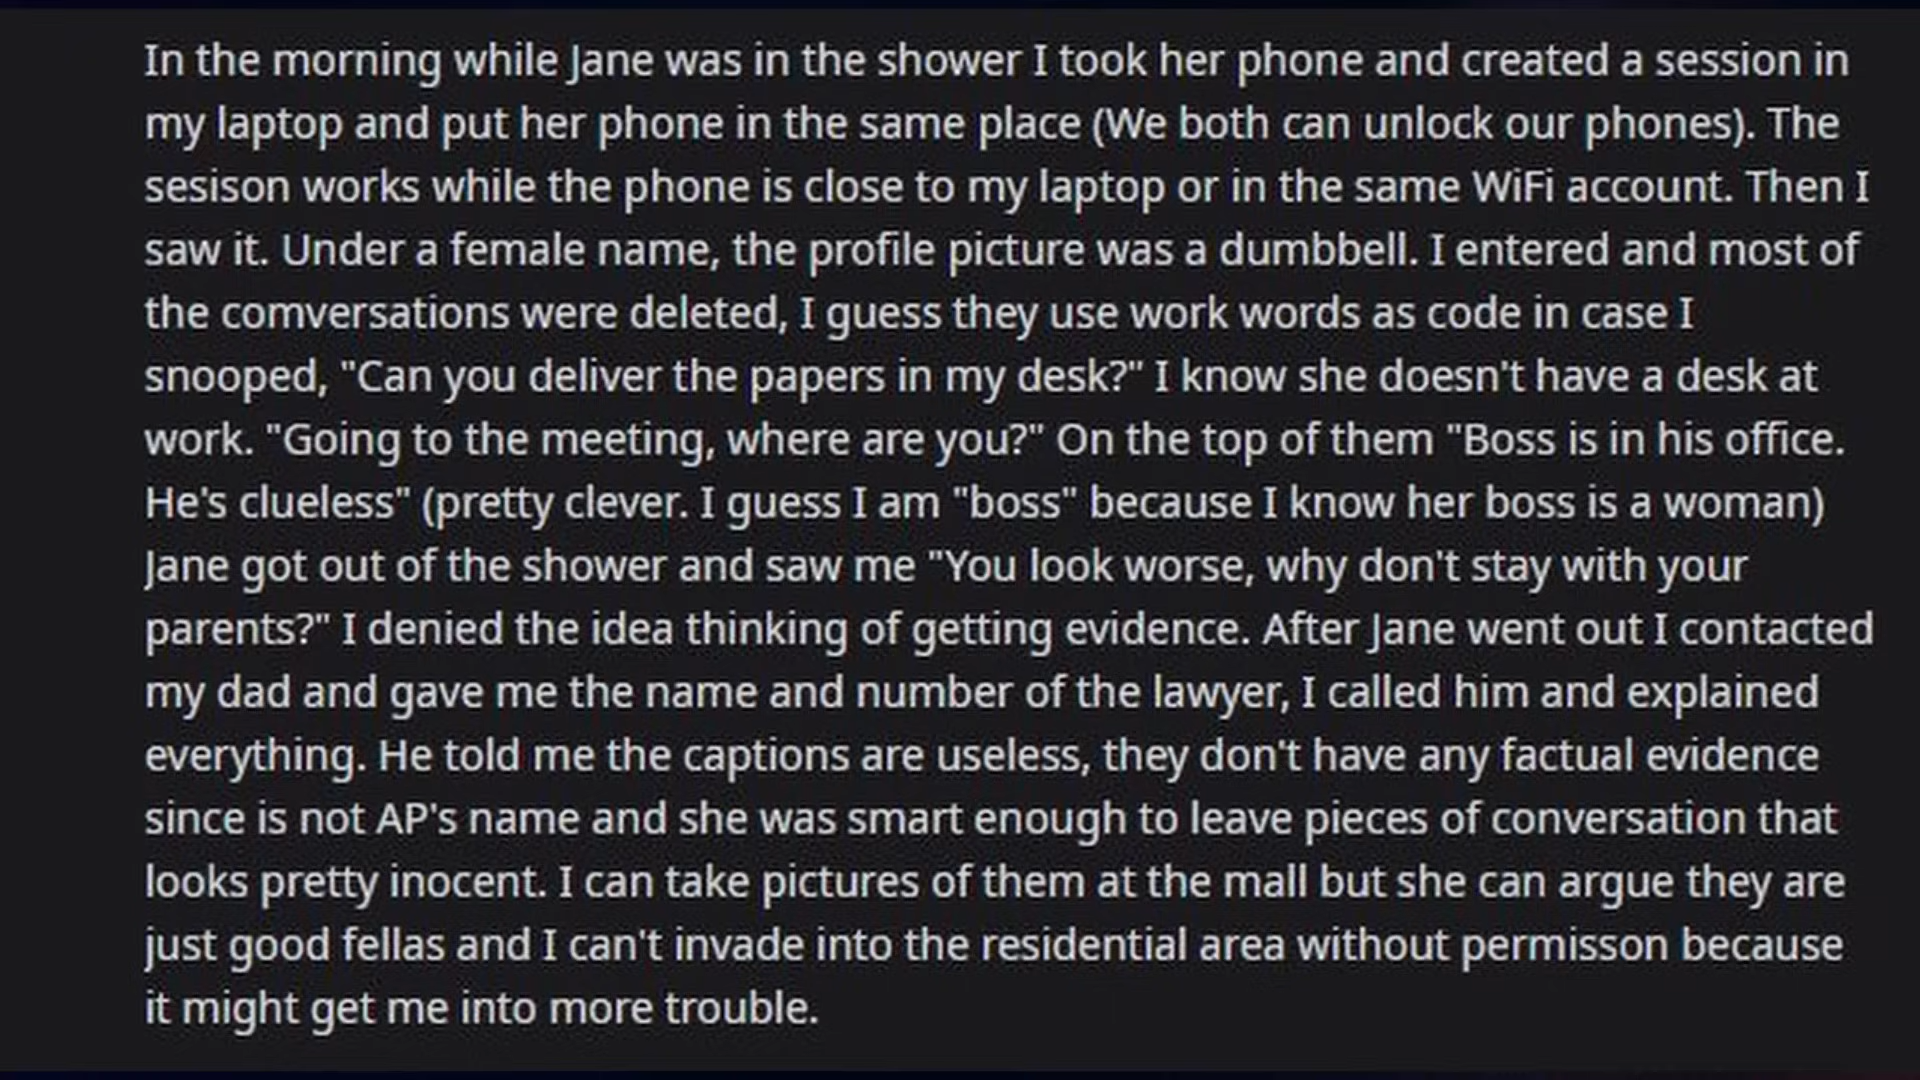 In the morning while Jane was in the shower I took her phone and created a session in
my laptop and put her phone in the same place (We both can unlock our phones). The
sesison works while the phone is close to my laptop or in the same WiFi account. Then I
saw it. Under a female name, the profile picture was a dumbbell. I entered and most of
the comversations were deleted, I guess they use work words as code in case I
snooped, "Can you deliver the papers in my desk?" I know she doesn't have a desk at
work. "Going to the meeting, where are you?" On the top of them "Boss is in his office.
He's clueless" (pretty clever. I guess I am "boss" because I know her boss is a woman)
Jane got out of the shower and saw me "You look worse, why don't stay with your
parents?" I denied the idea thinking of getting evidence. After Jane went out I contacted
my dad and gave me the name and number of the lawyer, I called him and explained
everything. He told me the captions are useless, they don't have any factual evidence
since is not AP's name and she was smart enough to leave pieces of conversation that
looks pretty inocent. I can take pictures of them at the mall but she can argue they are
just good fellas and I can't invade into the residential area without permisson because
it might get me into more trouble.